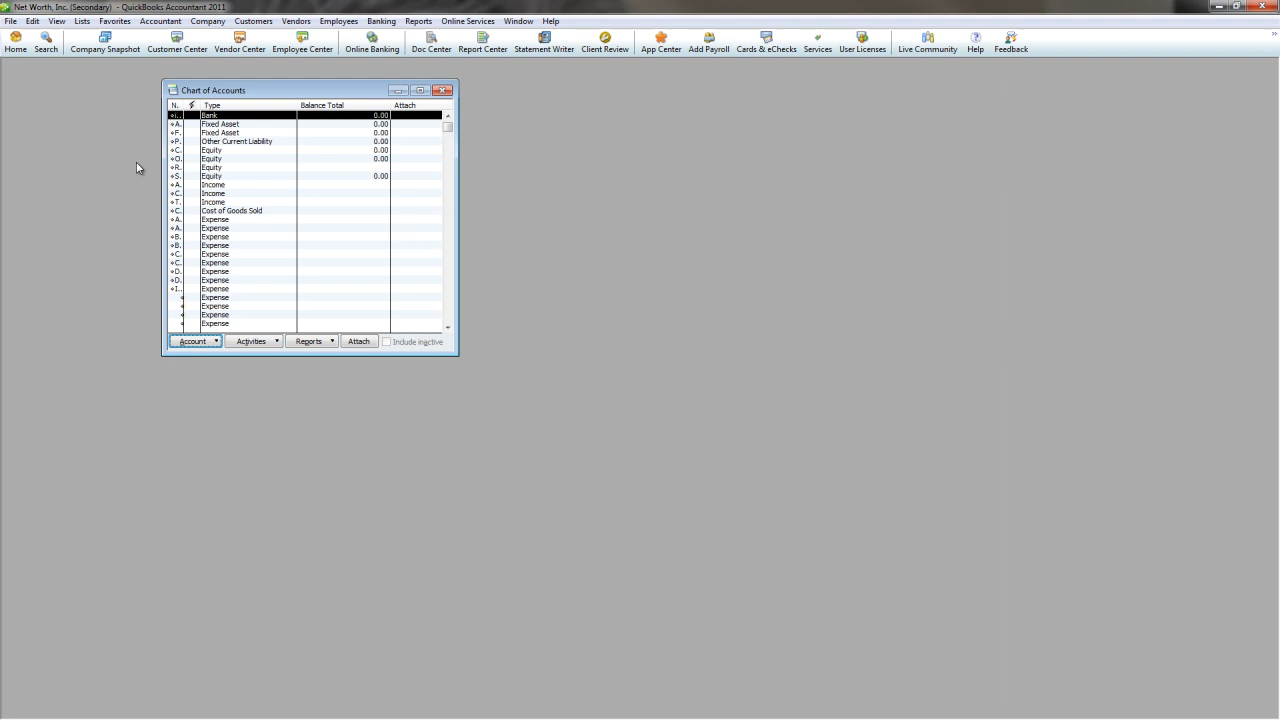 Net Worth, Inc. (Secondary) - QuickBooks Accountant 2011
File Edit View Lists Favorites Accountant Company Customers Vendors Employees Banking Reports Online Services Window Help
Home Search Company Snapshot Customer Center Vendor Center Employee Center Online Banking Doc Center Report Center Statement Writer Client Review App Center Add Payroll Cards & eChecks Services User Licenses Live Community Help Feedback
Chart of Accounts
N. Type Balance Total Attach
Bank 0.00
A. Fixed Asset 0.00
F. Fixed Asset 0.00
P. Other Current Liability 0.00
C. Equity 0.00
O. Equity 0.00
R. Equity
S. Equity 0.00
A. Income
C. Income
T. Income
C. Cost of Goods Sold
A. Expense
A. Expense
B. Expense
B. Expense
C. Expense
C. Expense
D. Expense
D. Expense
I.. Expense
Expense
Expense
Expense
Expense
Account Activities Reports Attach Include inactive